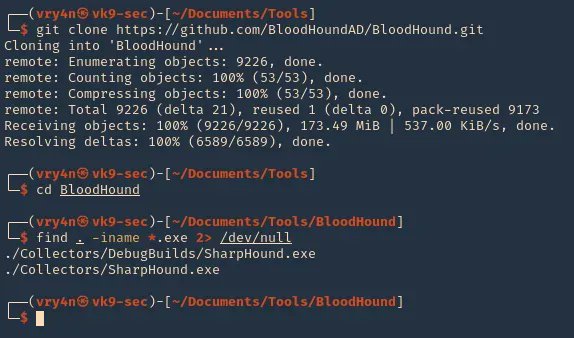 ┌──(vry4n㉿vk9-sec)-[~/Documents/Tools]
└─$ git clone https://github.com/BloodHoundAD/BloodHound.git
Cloning into 'BloodHound'...
remote: Enumerating objects: 9226, done.
remote: Counting objects: 100% (53/53), done.
remote: Compressing objects: 100% (53/53), done.
remote: Total 9226 (delta 21), reused 1 (delta 0), pack-reused 9173
Receiving objects: 100% (9226/9226), 173.49 MiB | 537.00 KiB/s, done.
Resolving deltas: 100% (6589/6589), done.
┌──(vry4n㉿vk9-sec)-[~/Documents/Tools]
└─$ cd BloodHound
┌──(vry4n㉿vk9-sec)-[~/Documents/Tools/BloodHound]
└─$ find . -iname *.exe 2> /dev/null
./Collectors/DebugBuilds/SharpHound.exe
./Collectors/SharpHound.exe
┌──(vry4n㉿vk9-sec)-[~/Documents/Tools/BloodHound]
└─$